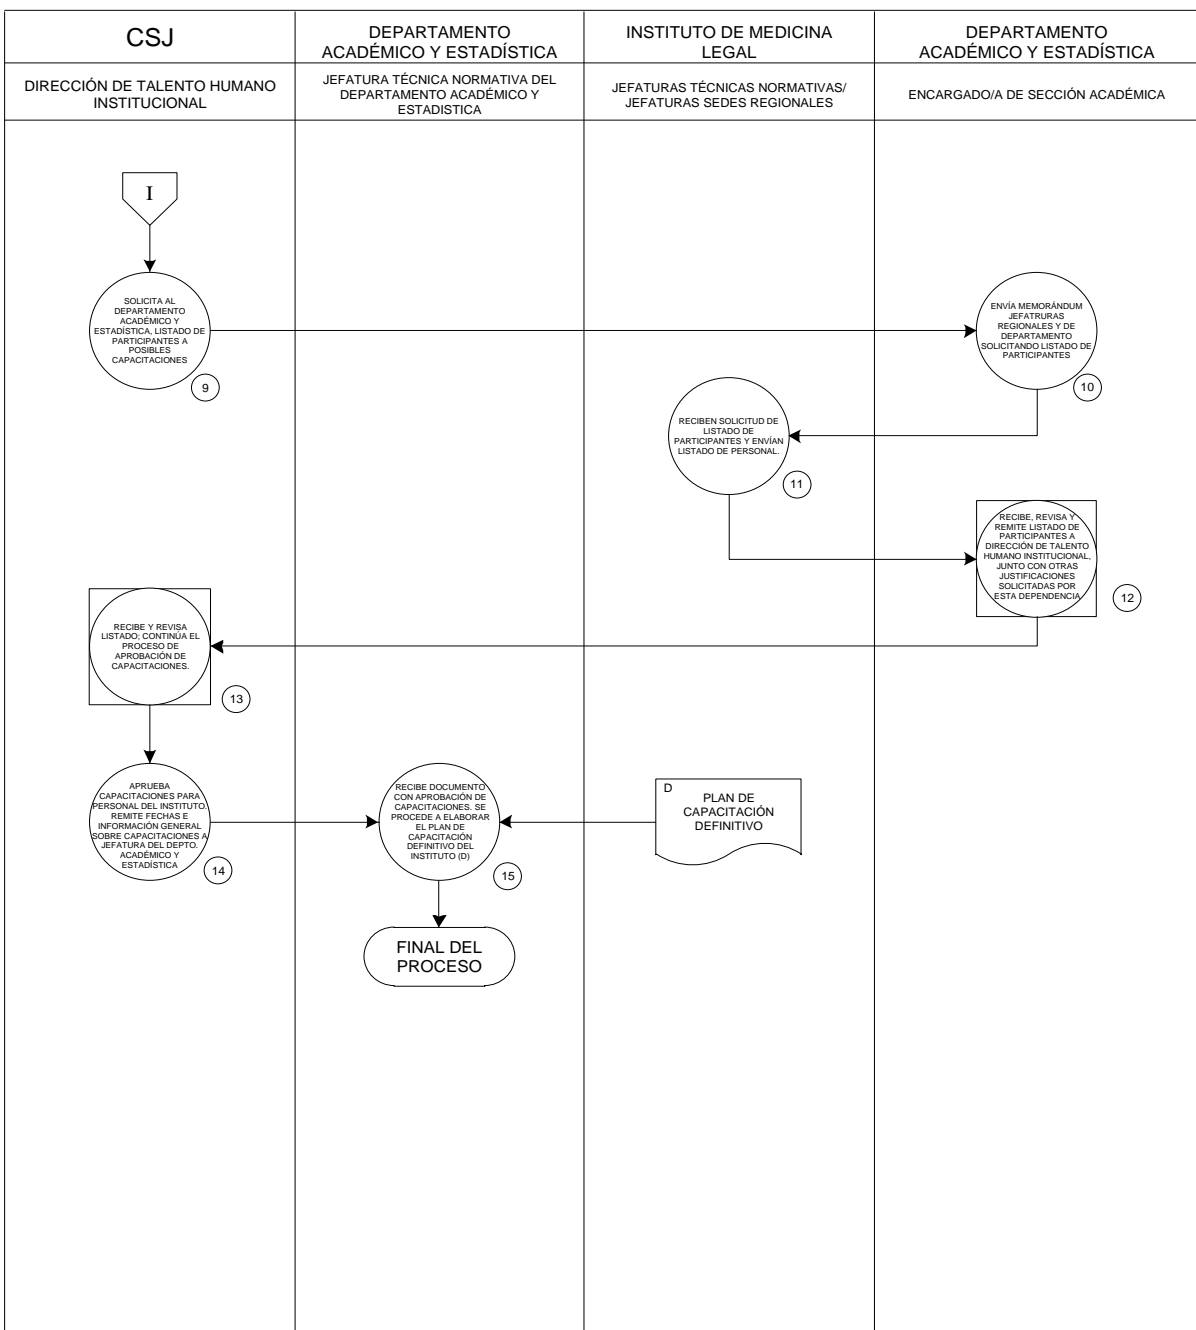 CSJ
DEPARTAMENTO
ACADÉMICO Y ESTADÍSTICA
INSTITUTO DE MEDICINA
LEGAL
DEPARTAMENTO
ACADÉMICO Y ESTADÍSTICA
DIRECCIÓN DE TALENTO HUMANO
INSTITUCIONAL
JEFATURA TÉCNICA NORMATIVA DEL
DEPARTAMENTO ACADÉMICO Y
ESTADISTICA
JEFATURAS TÉCNICAS NORMATIVAS/
JEFATURAS SEDES REGIONALES
ENCARGADO/A DE SECCIÓN ACADÉMICA
I
SOLICITA AL
DEPARTAMENTO
ACADÉMICO Y
ESTADÍSTICA, LISTADO DE
PARTICIPANTES A
POSIBLES
CAPACITACIONES
9
ENVÍA MEMORÁNDUM
JEFATRURAS
REGIONALES Y DE
DEPARTAMENTO
SOLICITANDO LISTADO DE
PARTICIPANTES
10
RECIBEN SOLICITUD DE
LISTADO DE
PARTICIPANTES Y ENVÍAN
LISTADO DE PERSONAL.
11
RECIBE, REVISA Y
REMITE LISTADO DE
PARTICIPANTES A
DIRECCIÓN DE TALENTO
HUMANO INSTITUCIONAL,
JUNTO CON OTRAS
JUSTIFICACIONES
SOLICITADAS POR
ESTA DEPENDENCIA
12
RECIBE Y REVISA
LISTADO; CONTINÚA EL
PROCESO DE
APROBACIÓN DE
CAPACITACIONES.
13
APRUEBA
CAPACITACIONES PARA
PERSONAL DEL INSTITUTO.
REMITE FECHAS E
INFORMACIÓN GENERAL
SOBRE CAPACITACIONES A
JEFATURA DEL DEPTO.
ACADÉMICO Y
ESTADÍSTICA
14
RECIBE DOCUMENTO
CON APROBACIÓN DE
CAPACITACIONES. SE
PROCEDE A ELABORAR
EL PLAN DE
CAPACITACIÓN
DEFINITIVO DEL
INSTITUTO (D)
15
D
PLAN DE
CAPACITACIÓN
DEFINITIVO
FINAL DEL
PROCESO